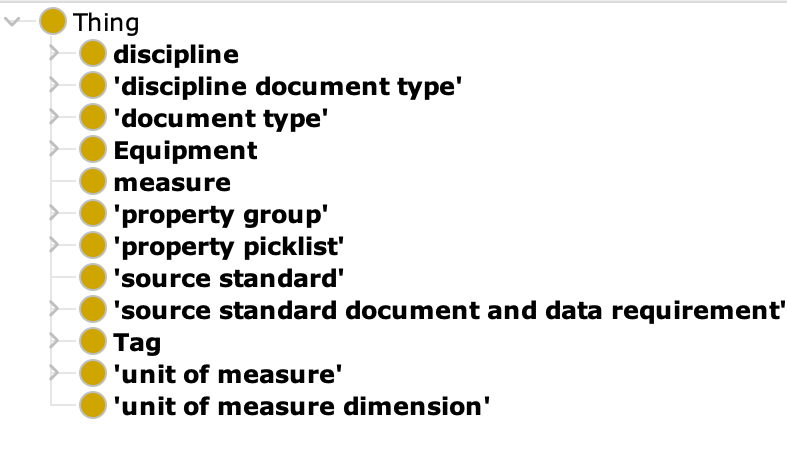 Thing
discipline
'discipline document type'
'document type'
Equipment
measure
'property group'
'property picklist'
'source standard'
'source standard document and data requirement'
Tag
'unit of measure'
'unit of measure dimension'